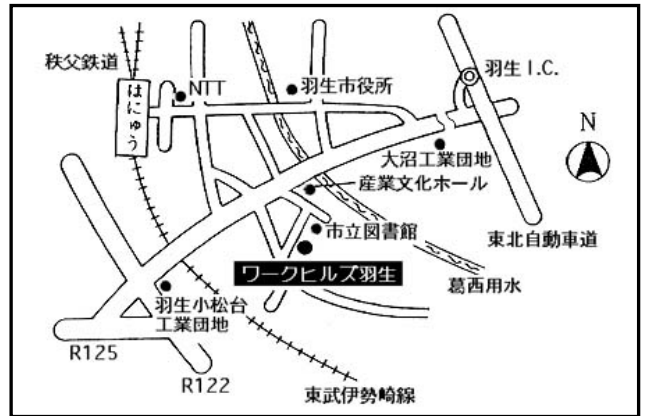 秩父鉄道
はにゅう
NTT
羽生市役所
羽生I.C.
N
大沼工業団地
産業文化ホール
市立図書館
東北自動車道
ワークヒルズ羽生
葛西用水
羽生小松台
工業団地
R125
R122
東武伊勢崎線